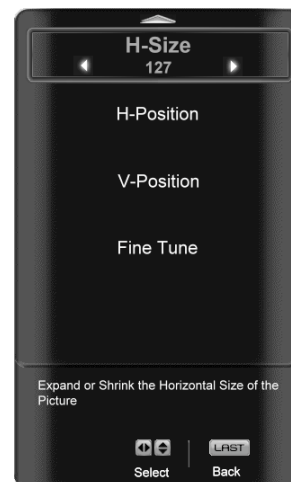 H-Size
127
H-Position
V-Position
Fine Tune
Expand or Shrink the Horizontal Size of the
Picture
LAST
Select Back